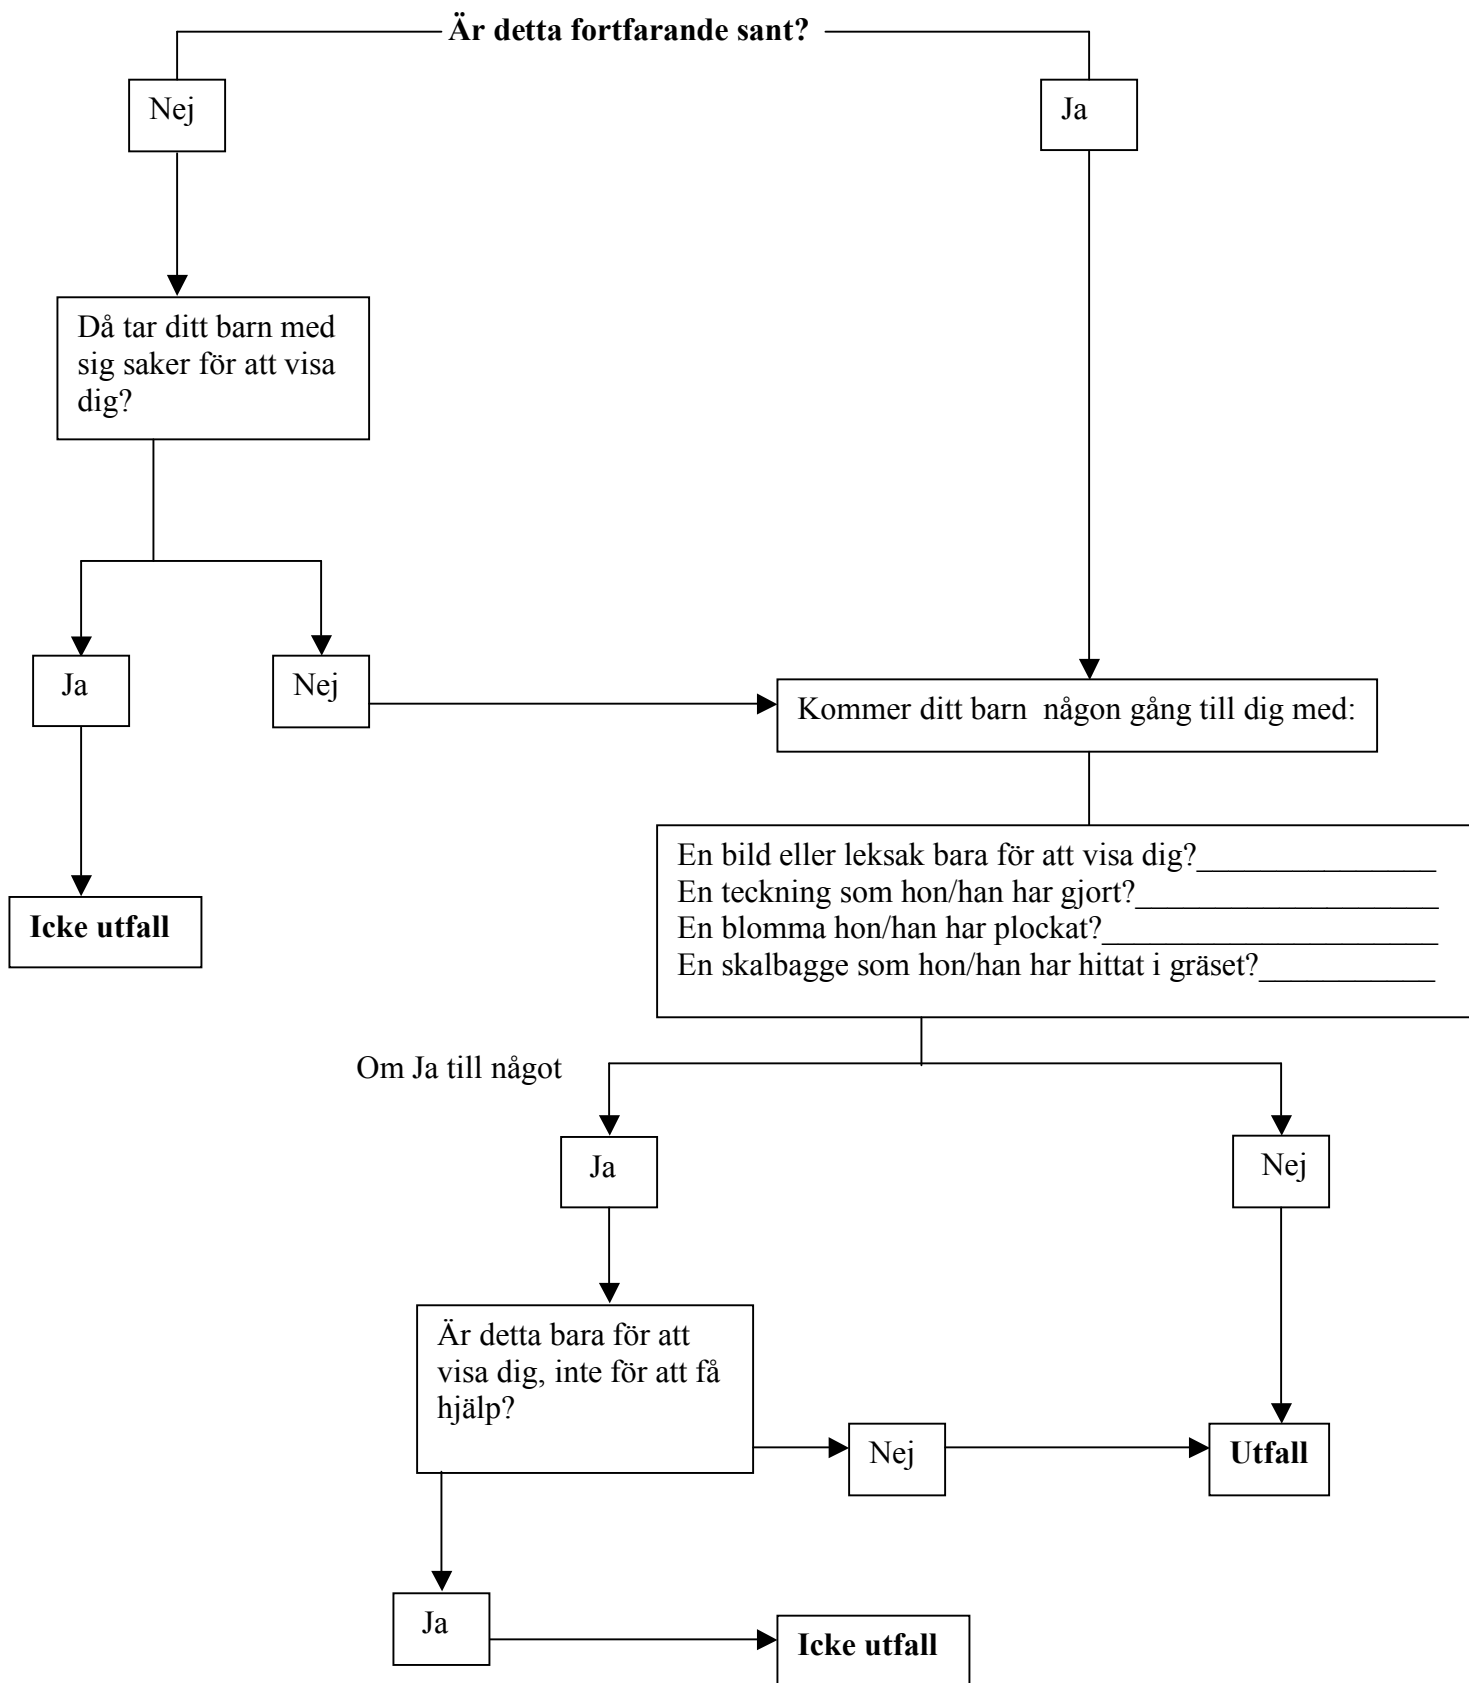 Är detta fortfarande sant?
Nej
Ja
Då tar ditt barn med
sig saker för att visa
dig?
Ja
Nej
Kommer ditt barn  någon gång till dig med:
En bild eller leksak bara för att visa dig?_______________
En teckning som hon/han har gjort?___________________
En blomma hon/han har plockat?_____________________
En skalbagge som hon/han har hittat i gräset?___________
Icke utfall
Om Ja till något
Ja
Nej
Är detta bara för att
visa dig, inte för att få
hjälp?
Nej
Utfall
Ja
Icke utfall